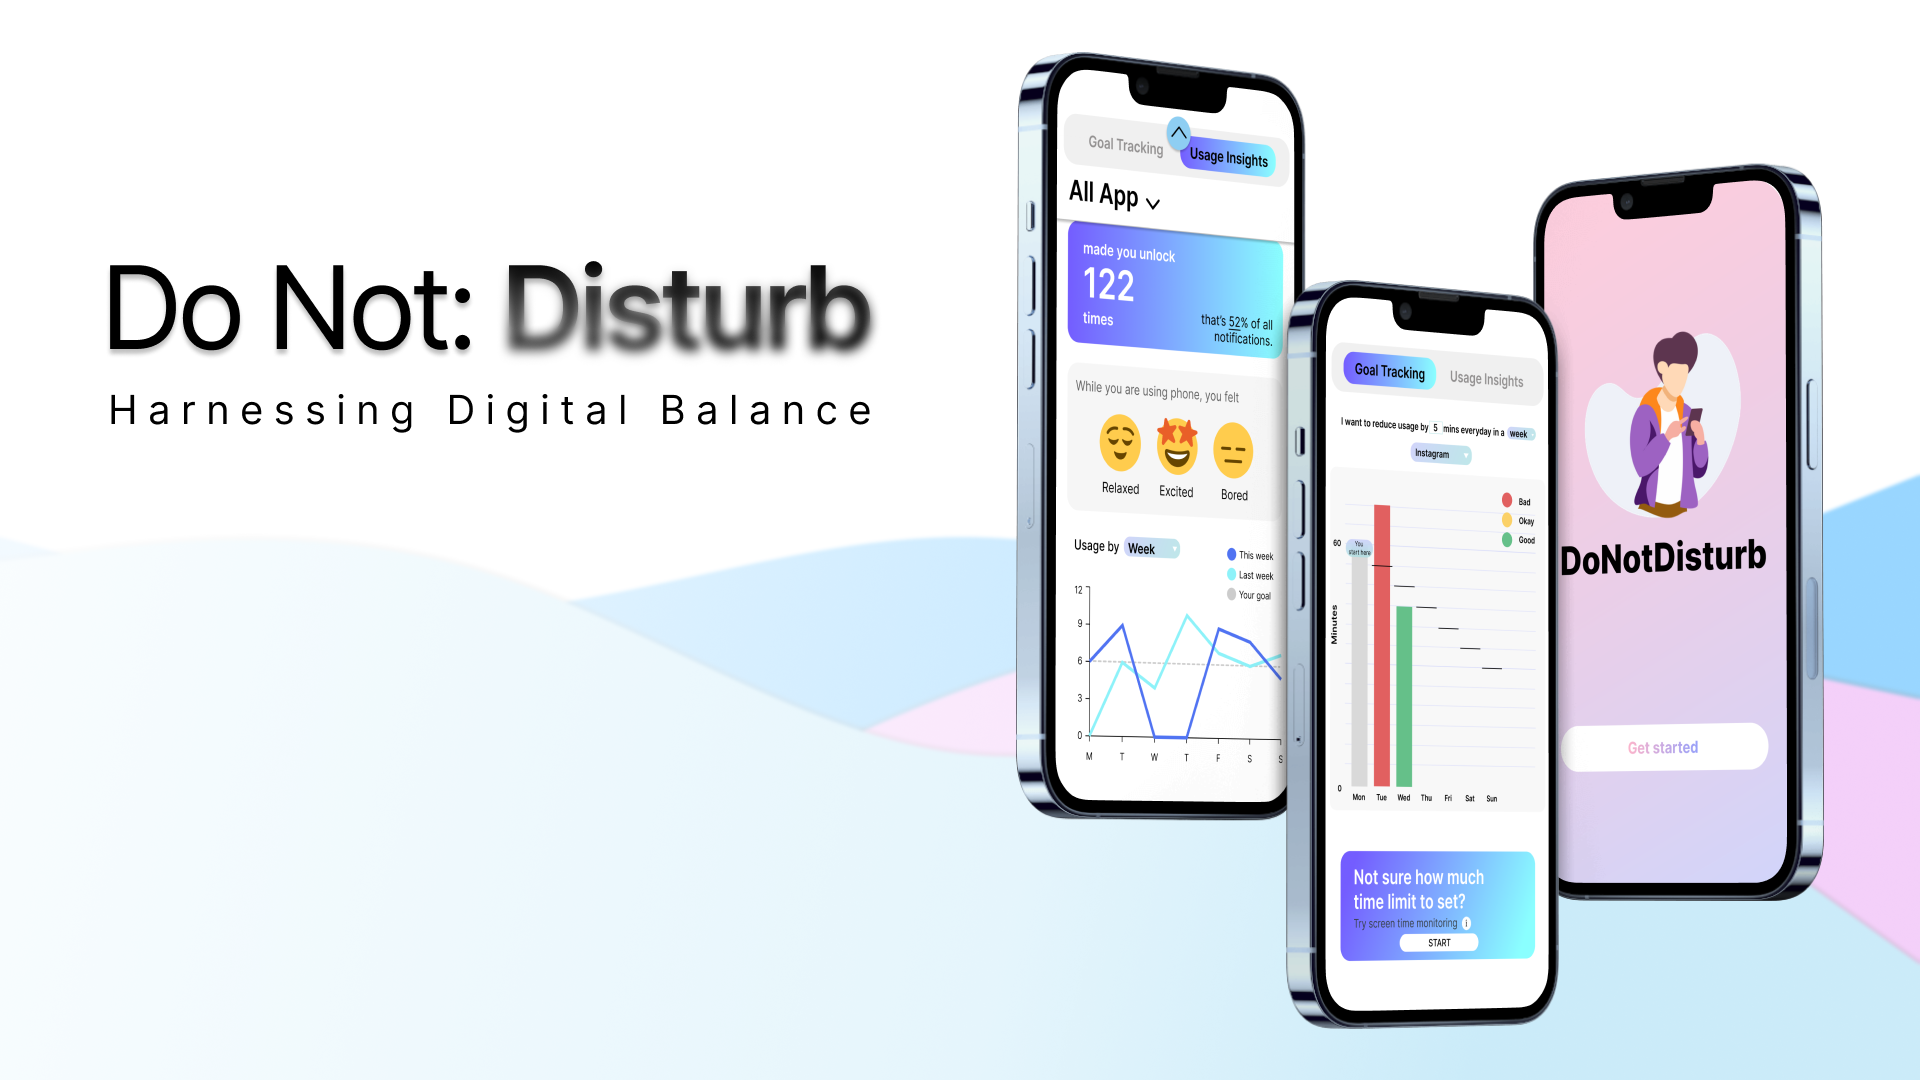 Do Not: Disturb
Harnessing Digital Balance
Goal Tracking
Usage Insights
All App
made you unlock
122
times
that's 52% of all
notifications.
While you are using phone, you felt
Relaxed
Excited
Bored
Usage by
Week
This week
Last week
Your goal
12
9
6
3
0
M T W T F S S
Goal Tracking
Usage Insights
I want to reduce usage by 5 mins everyday in a week
Instagram
Bad
Okay
Good
60
You
start here
Minutes
0
Mon Tue Wed Thu Fri Sat Sun
Not sure how much
time limit to set?
Try screen time monitoring i
START
DoNotDisturb
Get started